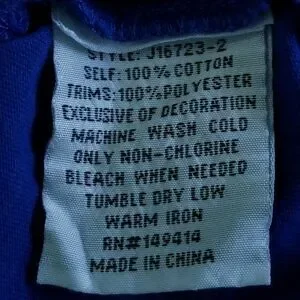 STYLE: J16723-2
SELF: 100% COTTON
TRIMS: 100% POLYESTER
EXCLUSIVE OF DECORATION
MACHINE WASH COLD
ONLY NON-CHLORINE
BLEACH WHEN NEEDED
TUMBLE DRY LOW
WARM IRON
RN#149414
MADE IN CHINA